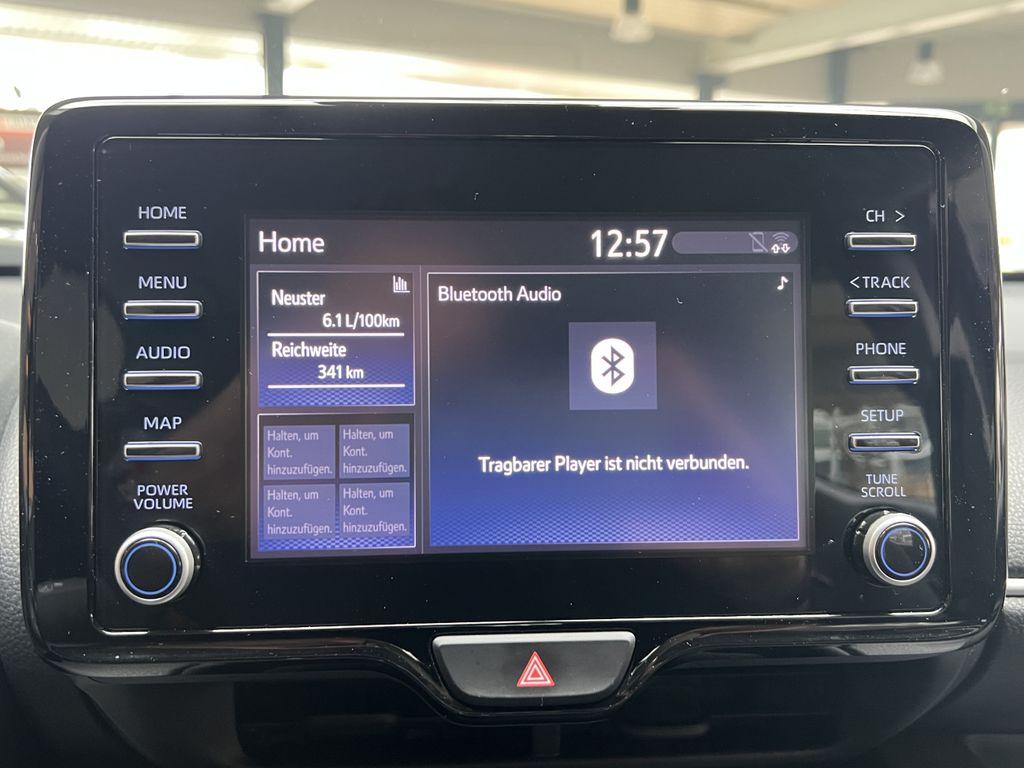 HOME
MENU
AUDIO
MAP
POWER
VOLUME
Home
12:57
Neuster
6.1 L/100km
Reichweite
341 km
Halten, um
Kont.
hinzuzufügen.
Halten, um
Kont.
hinzuzufügen.
Halten, um
Kont.
hinzuzufügen.
Halten, um
Kont.
hinzuzufügen.
Bluetooth Audio
Tragbarer Player ist nicht verbunden.
CH >
< TRACK
PHONE
SETUP
TUNE
SCROLL